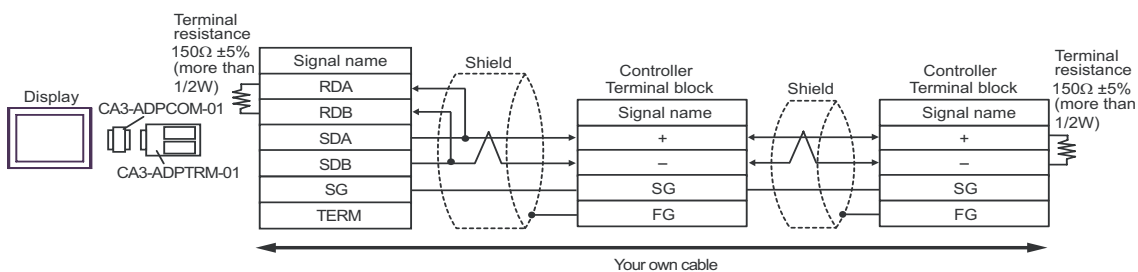 Terminal
resistance
150Ω ±5%
(more than
1/2W)
Display
CA3-ADPCOM-01
CA3-ADPTRM-01
Signal name
RDA
RDB
SDA
SDB
SG
TERM
Shield
Controller
Terminal block
Signal name
+
–
SG
FG
Shield
Controller
Terminal block
Signal name
+
–
SG
FG
Terminal
resistance
150Ω ±5%
(more than
1/2W)
Your own cable